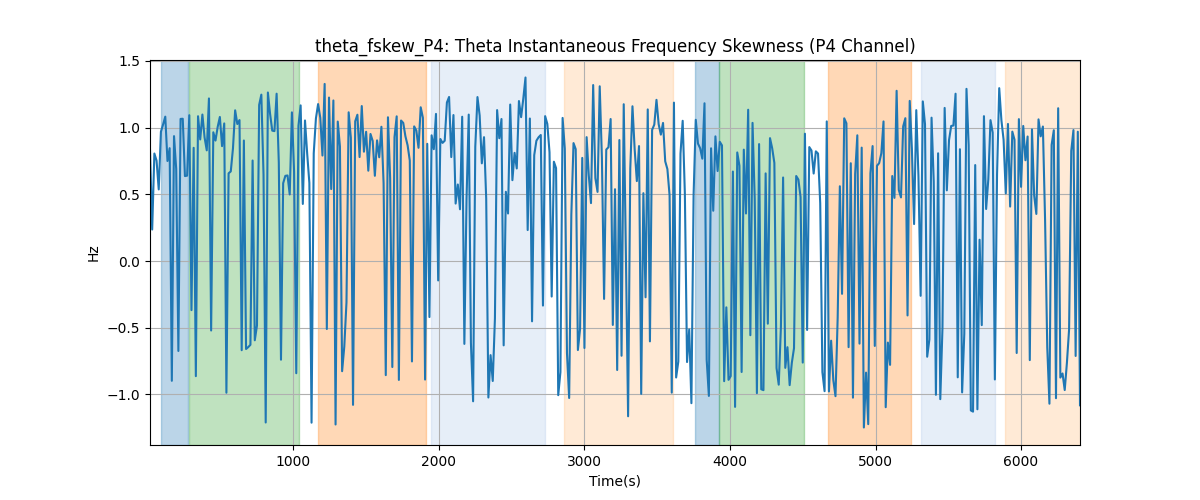 theta_fskew_P4: Theta Instantaneous Frequency Skewness (P4 Channel)
1.5
1.0
0.5
0.0
−0.5
−1.0
Hz
1000 2000 3000 4000 5000 6000
Time(s)